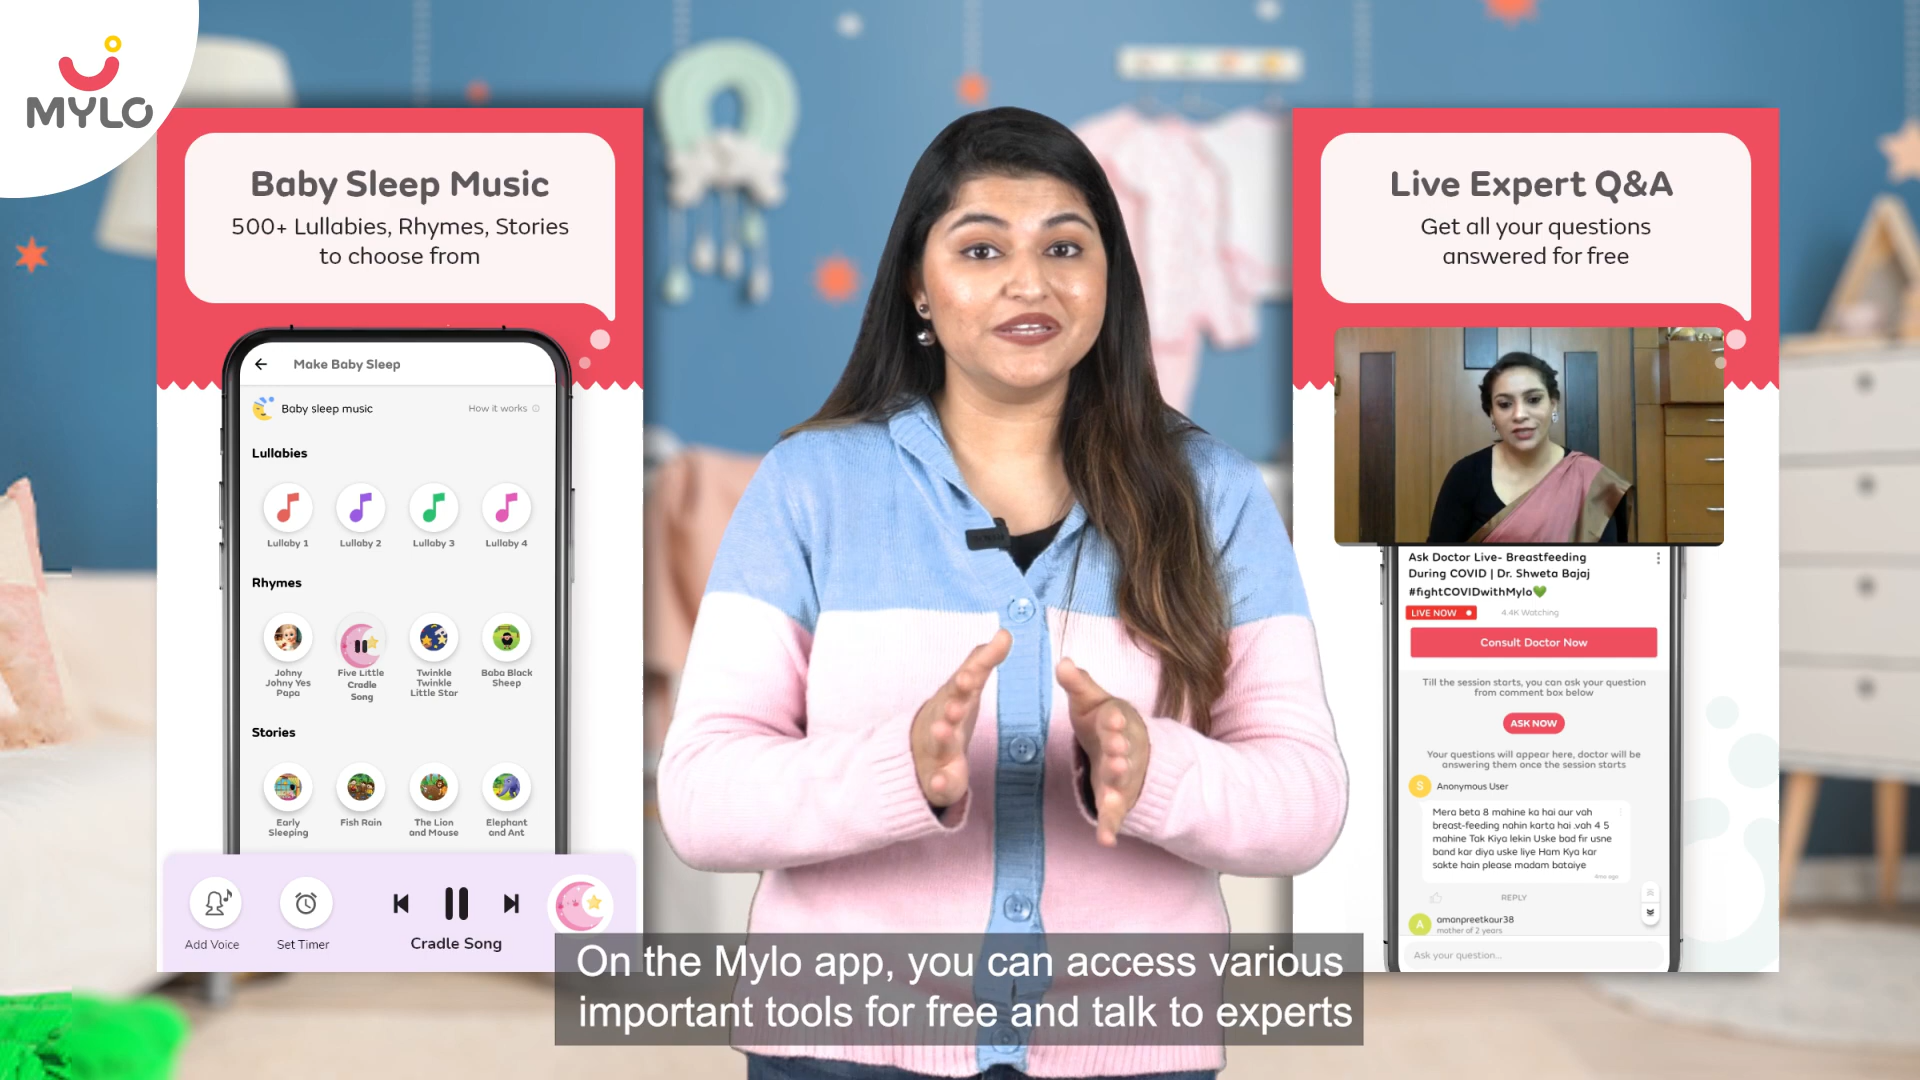 MYLO
Baby Sleep Music
500+ Lullabies, Rhymes, Stories
to choose from
Make Baby Sleep
Baby sleep music
How it works
Lullabies
Lullaby 1
Lullaby 2
Lullaby 3
Lullaby 4
Rhymes
Johny
Johny Yes
Papa
Five Little
Cradle
Song
Twinkle
Twinkle
Little Star
Baba Black
Sheep
Stories
Early
Sleeping
Fish Rain
The Lion
and Mouse
Elephant
and Ant
Add Voice
Set Timer
Cradle Song
Live Expert Q&A
Get all your questions
answered for free
Ask Doctor Live- Breastfeeding
During COVID | Dr. Shweta Bajaj
#fightCOVIDwithMylo💚
LIVE NOW
4.4K Watching
Consult Doctor Now
Till the session starts, you can ask your question
from comment box below
ASK NOW
Your questions will appear here, doctor will be
answering them once the session starts
S
Anonymous User
Mera beta 8 mahine ka hai aur vah
breast-feeding nahin karta hai .vah 4 5
mahine Tak Kiya lekin Uske bad fir usne
band kar diya uske liye Ham Kya kar
sakte hain please madam bataiye
REPLY
A
amanpreetkaur38
mother of 2 years
Ask your question...
On the Mylo app, you can access various
important tools for free and talk to experts